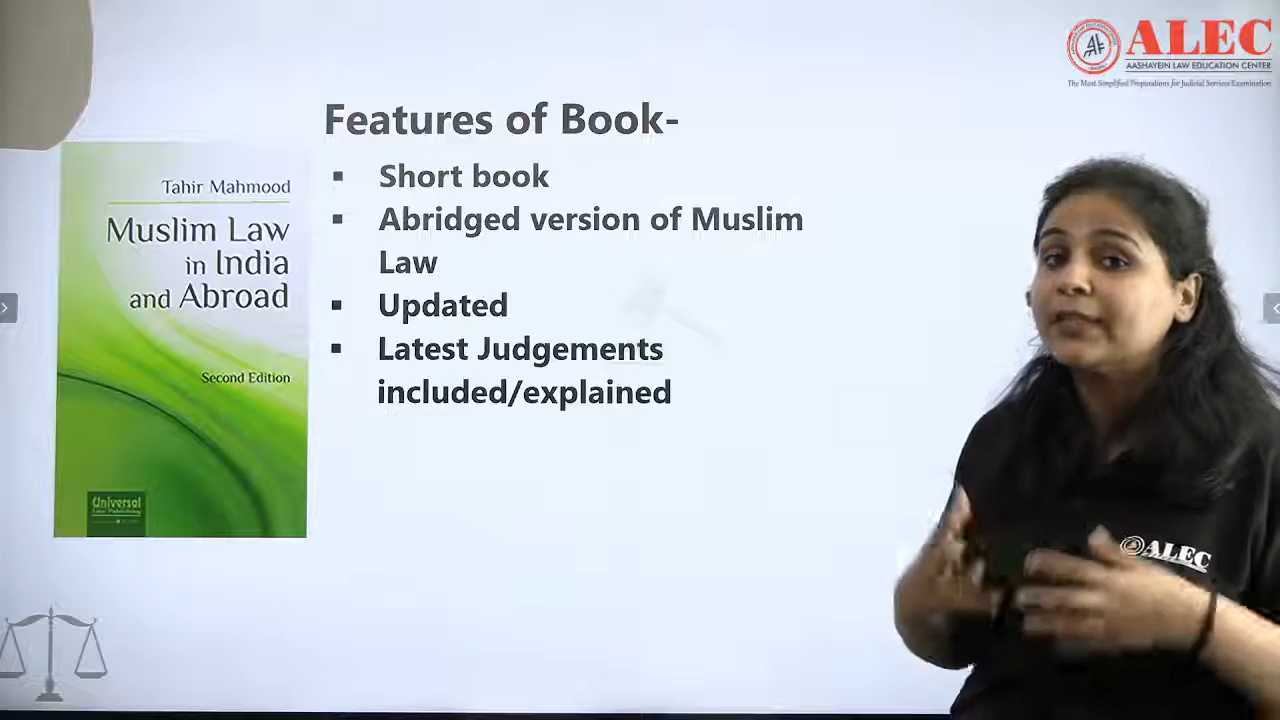 ALEC
AASHAYEIN LAW EDUCATION CENTER
The Most Simplified Preparations for Judicial Services Examination
Features of Book-
Short book
Abridged version of Muslim
Law
Updated
Latest Judgements
included/explained
Tahir Mahmood
Muslim Law
in India
and Abroad
Second Edition
Universal
Law Publishing
ALEC